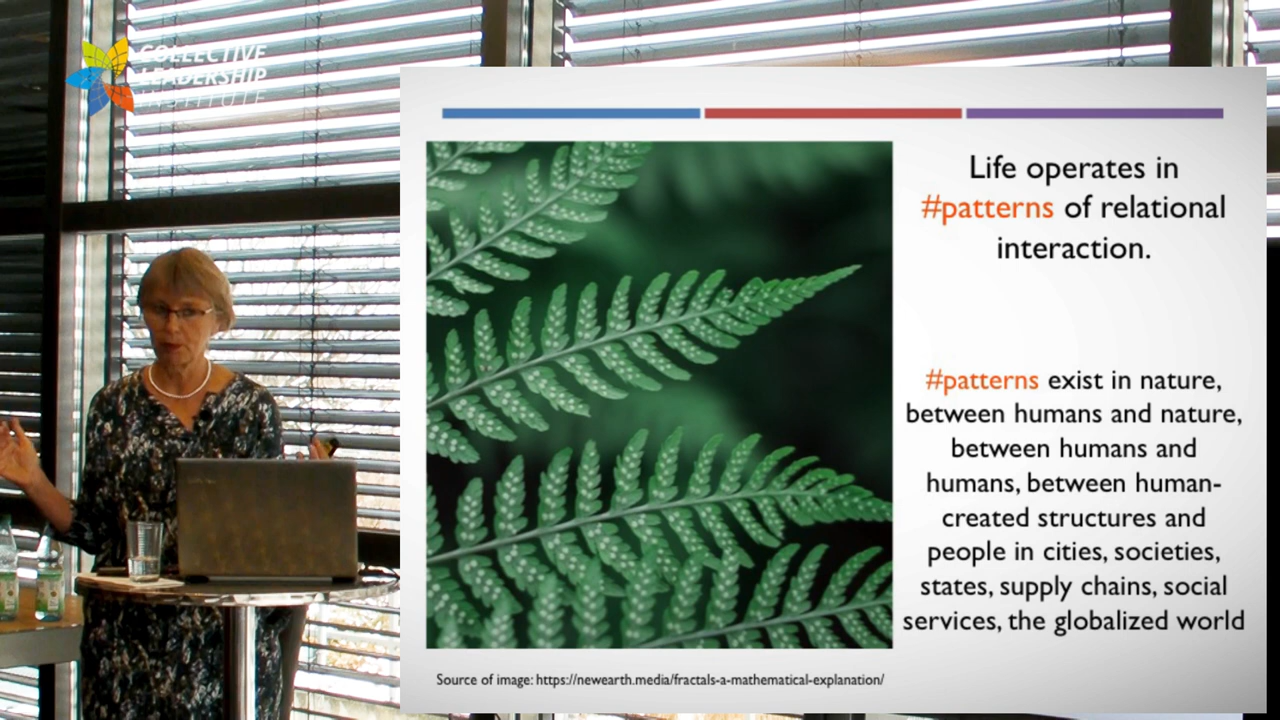 COLLECTIVE
LEADERSHIP
INSTITUTE
Life operates in
#patterns of relational
interaction.
#patterns exist in nature,
between humans and nature,
between humans and
humans, between human-
created structures and
people in cities, societies,
states, supply chains, social
services, the globalized world
Source of image: https://newearth.media/fractals-a-mathematical-explanation/